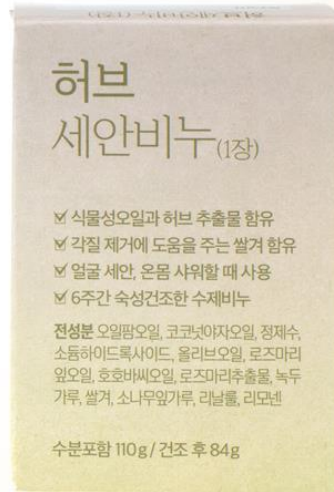 허브
세안비누(1장)
식물성오일과 허브 추출물 함유
각질 제거에 도움을 주는 쌀겨 함유
얼굴 세안, 온몸 샤워할 때 사용
6주간 숙성건조한 수제비누
전성분 오일팜오일, 코코넛야자오일, 정제수,
소듐하이드록사이드, 올리브오일, 로즈마리
잎오일, 호호바씨오일, 로즈마리추출물, 녹두
가루, 쌀겨, 소나무잎가루, 리날룰, 리모넨
수분포함 110g / 건조 후 84g